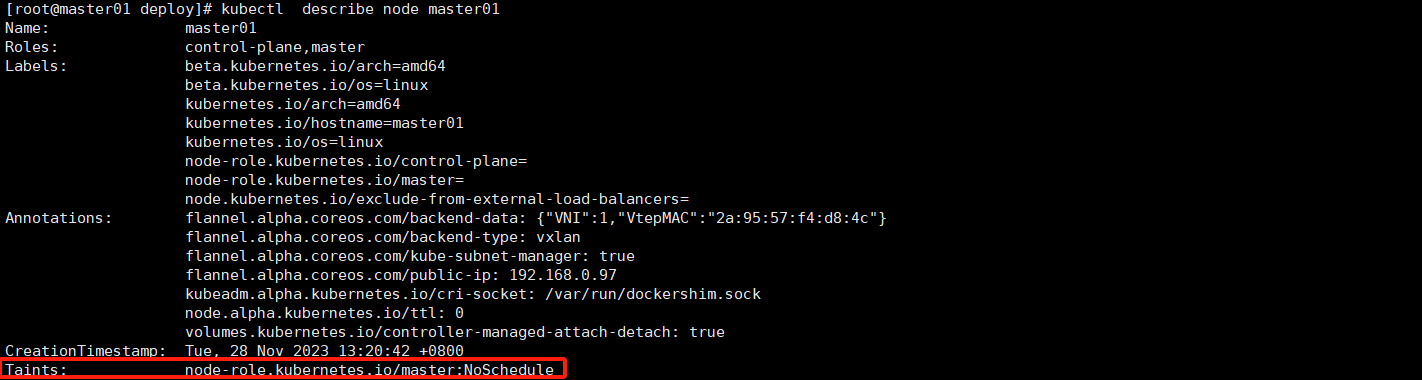 [root@master01 deploy]# kubectl  describe node master01
Name:               master01
Roles:              control-plane,master
Labels:             beta.kubernetes.io/arch=amd64
                    beta.kubernetes.io/os=linux
                    kubernetes.io/arch=amd64
                    kubernetes.io/hostname=master01
                    kubernetes.io/os=linux
                    node-role.kubernetes.io/control-plane=
                    node-role.kubernetes.io/master=
                    node.kubernetes.io/exclude-from-external-load-balancers=
Annotations:        flannel.alpha.coreos.com/backend-data: {"VNI":1,"VtepMAC":"2a:95:57:f4:d8:4c"}
                    flannel.alpha.coreos.com/backend-type: vxlan
                    flannel.alpha.coreos.com/kube-subnet-manager: true
                    flannel.alpha.coreos.com/public-ip: 192.168.0.97
                    kubeadm.alpha.kubernetes.io/cri-socket: /var/run/dockershim.sock
                    node.alpha.kubernetes.io/ttl: 0
                    volumes.kubernetes.io/controller-managed-attach-detach: true
CreationTimestamp:  Tue, 28 Nov 2023 13:20:42 +0800
Taints:             node-role.kubernetes.io/master:NoSchedule